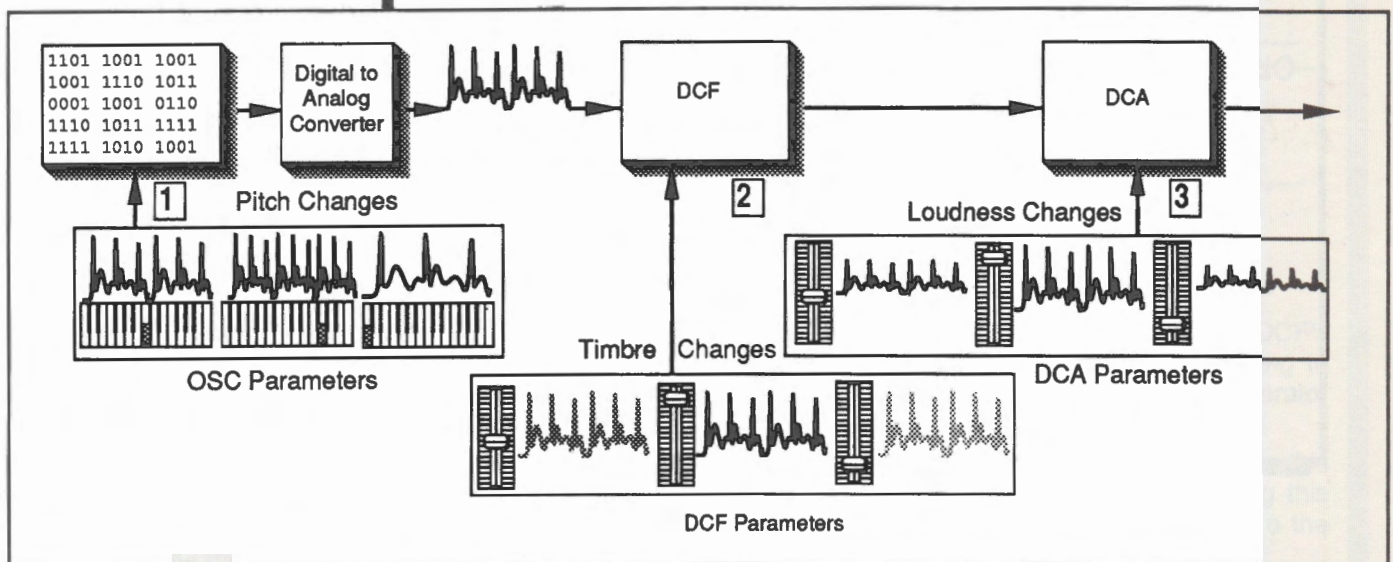 1101 1001 1001
1001 1110 1011
0001 1001 0110
1110 1011 1111
1111 1010 1001
Digital to
Analog
Converter
DCF
DCA
1
Pitch Changes
2
Loudness Changes
3
OSC Parameters
Timbre Changes
DCA Parameters
DCF Parameters